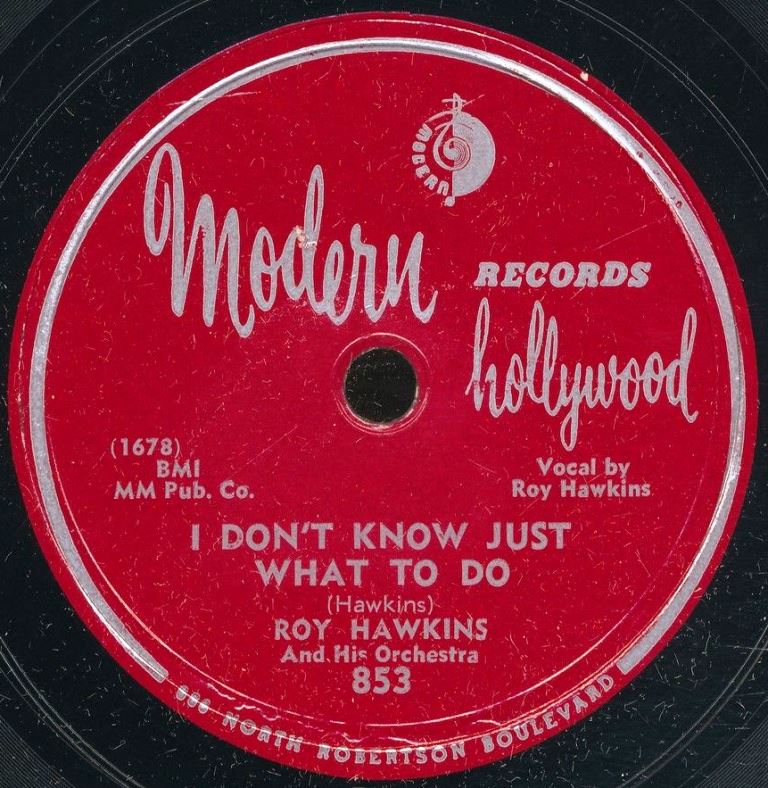 MODERN
Modern
RECORDS
hollywood
(1678)
BMI
MM Pub. Co.
Vocal by
Roy Hawkins
I DON'T KNOW JUST
WHAT TO DO
(Hawkins)
ROY HAWKINS
And His Orchestra
853
NORTH ROBERTSON BOULEVARD